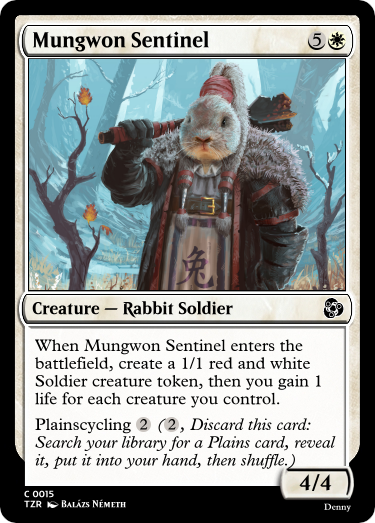 Mungwon Sentinel 5
兔
Creature — Rabbit Soldier
When Mungwon Sentinel enters the
battlefield, create a 1/1 red and white
Soldier creature token, then you gain 1
life for each creature you control.
Plainscycling 2 (2, Discard this card:
Search your library for a Plains card, reveal
it, put it into your hand, then shuffle.)
4/4
C 0015
TZR Balázs Németh
Denny